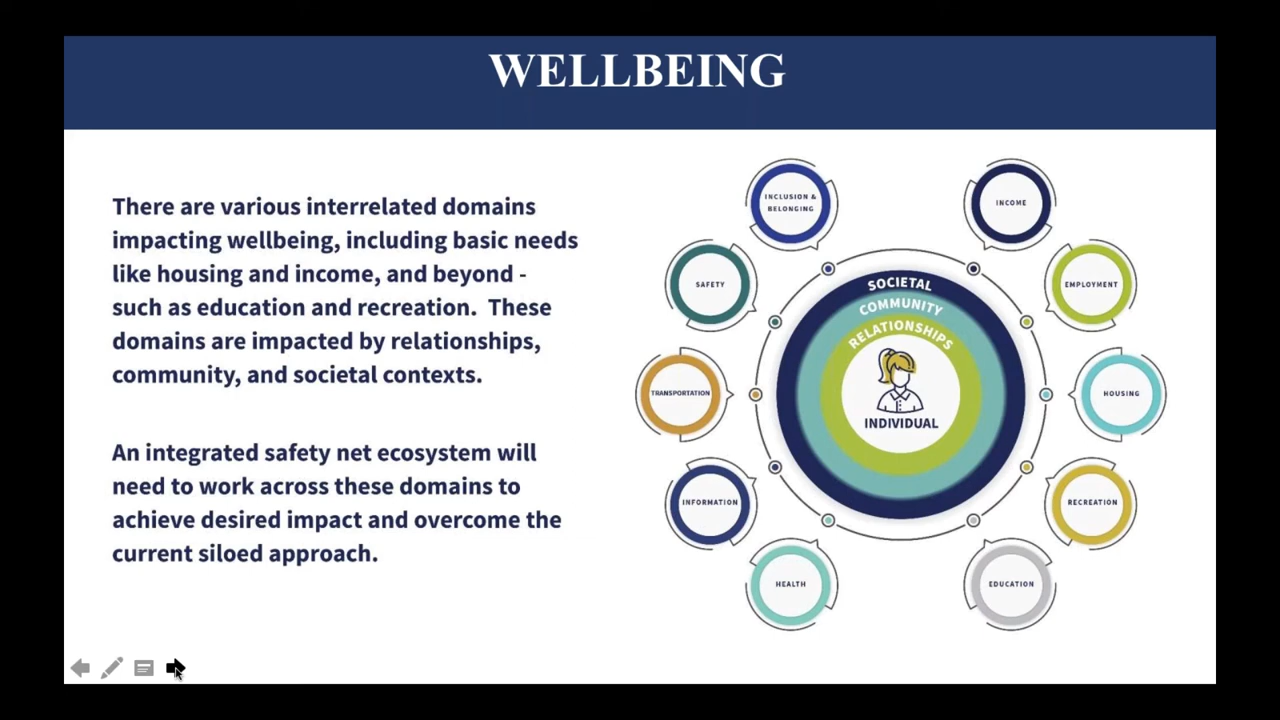 WELLBEING
There are various interrelated domains
impacting wellbeing, including basic needs
like housing and income, and beyond -
such as education and recreation.  These
domains are impacted by relationships,
community, and societal contexts.
An integrated safety net ecosystem will
need to work across these domains to
achieve desired impact and overcome the
current siloed approach.
INCLUSION &
BELONGING
INCOME
SAFETY
EMPLOYMENT
SOCIETAL
COMMUNITY
RELATIONSHIPS
INDIVIDUAL
TRANSPORTATION
HOUSING
INFORMATION
RECREATION
HEALTH
EDUCATION